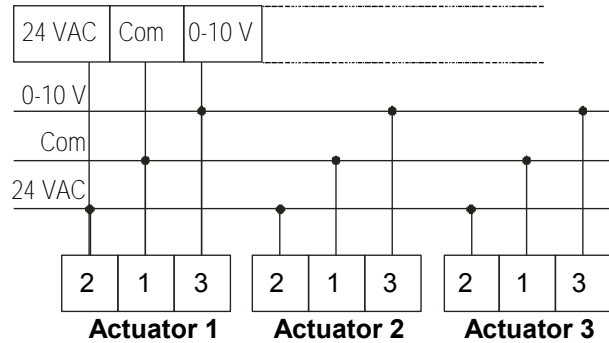 24 VAC Com 0-10 V
0-10 V
Com
24 VAC
2 1 3 2 1 3 2 1 3
Actuator 1 Actuator 2 Actuator 3